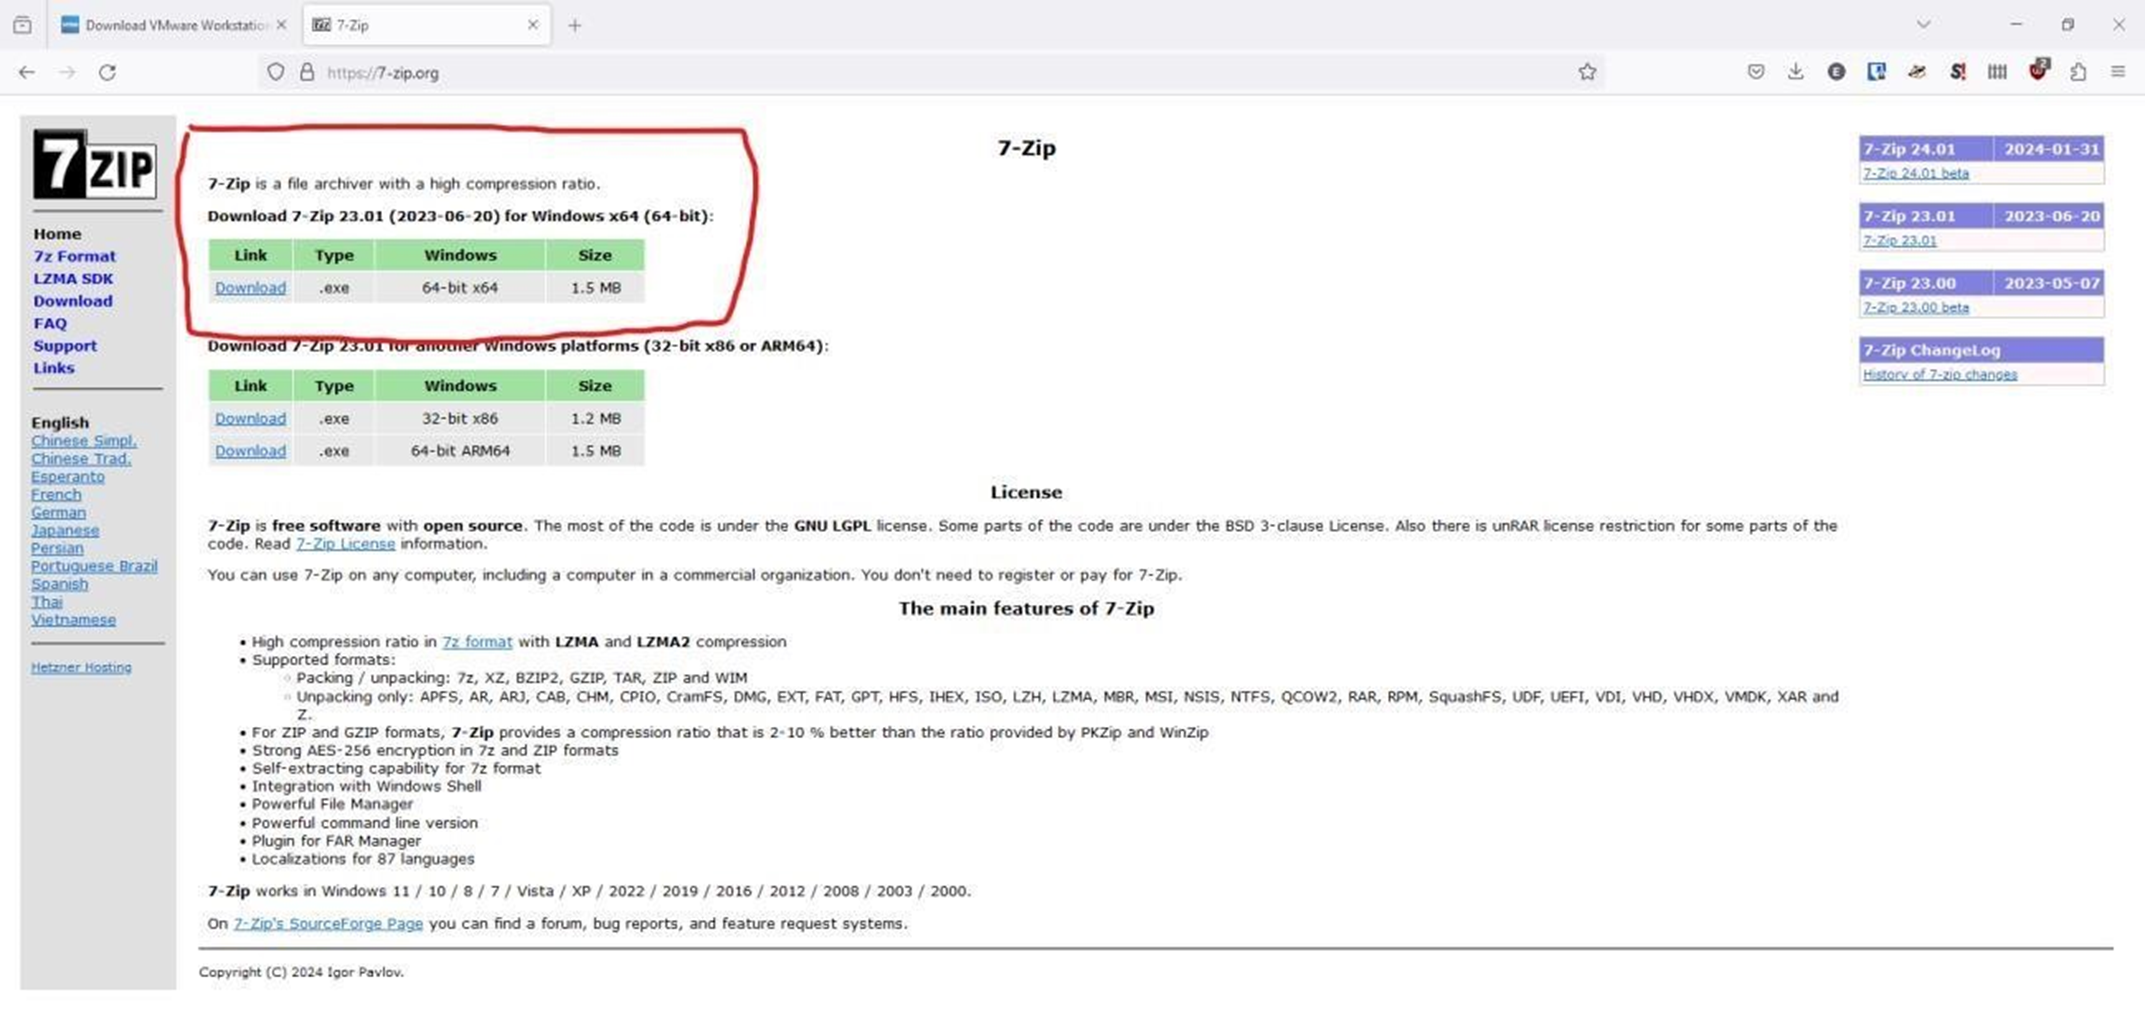 Download VMware Workstatio
7-Zip
https://7-zip.org
7 ZIP
Home
7z Format
LZMA SDK
Download
FAQ
Support
Links
English
Chinese Simpl.
Chinese Trad.
Esperanto
French
German
Japanese
Persian
Portuguese Brazil
Spanish
Thai
Vietnamese
Hetzner Hosting
7-Zip
7-Zip is a file archiver with a high compression ratio.
Download 7-Zip 23.01 (2023-06-20) for Windows x64 (64-bit):
Link Type Windows Size
Download .exe 64-bit x64 1.5 MB
Download 7-Zip 23.01 for another Windows platforms (32-bit x86 or ARM64):
Link Type Windows Size
Download .exe 32-bit x86 1.2 MB
Download .exe 64-bit ARM64 1.5 MB
License
7-Zip is free software with open source. The most of the code is under the GNU LGPL license. Some parts of the code are under the BSD 3-clause License. Also there is unRAR license restriction for some parts of the
code. Read 7-Zip License information.
You can use 7-Zip on any computer, including a computer in a commercial organization. You don't need to register or pay for 7-Zip.
The main features of 7-Zip
• High compression ratio in 7z format with LZMA and LZMA2 compression
• Supported formats:
◦ Packing / unpacking: 7z, XZ, BZIP2, GZIP, TAR, ZIP and WIM
◦ Unpacking only: APFS, AR, ARJ, CAB, CHM, CPIO, CramFS, DMG, EXT, FAT, GPT, HFS, IHEX, ISO, LZH, LZMA, MBR, MSI, NSIS, NTFS, QCOW2, RAR, RPM, SquashFS, UDF, UEFI, VDI, VHD, VHDX, VMDK, XAR and
Z.
• For ZIP and GZIP formats, 7-Zip provides a compression ratio that is 2-10 % better than the ratio provided by PKZip and WinZip
• Strong AES-256 encryption in 7z and ZIP formats
• Self-extracting capability for 7z format
• Integration with Windows Shell
• Powerful File Manager
• Powerful command line version
• Plugin for FAR Manager
• Localizations for 87 languages
7-Zip works in Windows 11 / 10 / 8 / 7 / Vista / XP / 2022 / 2019 / 2016 / 2012 / 2008 / 2003 / 2000.
On 7-Zip's SourceForge Page you can find a forum, bug reports, and feature request systems.
Copyright (C) 2024 Igor Pavlov.
7-Zip 24.01 2024-01-31
7-Zip 24.01 beta
7-Zip 23.01 2023-06-20
7-Zip 23.01
7-Zip 23.00 2023-05-07
7-Zip 23.00 beta
7-Zip ChangeLog
History of 7-zip changes